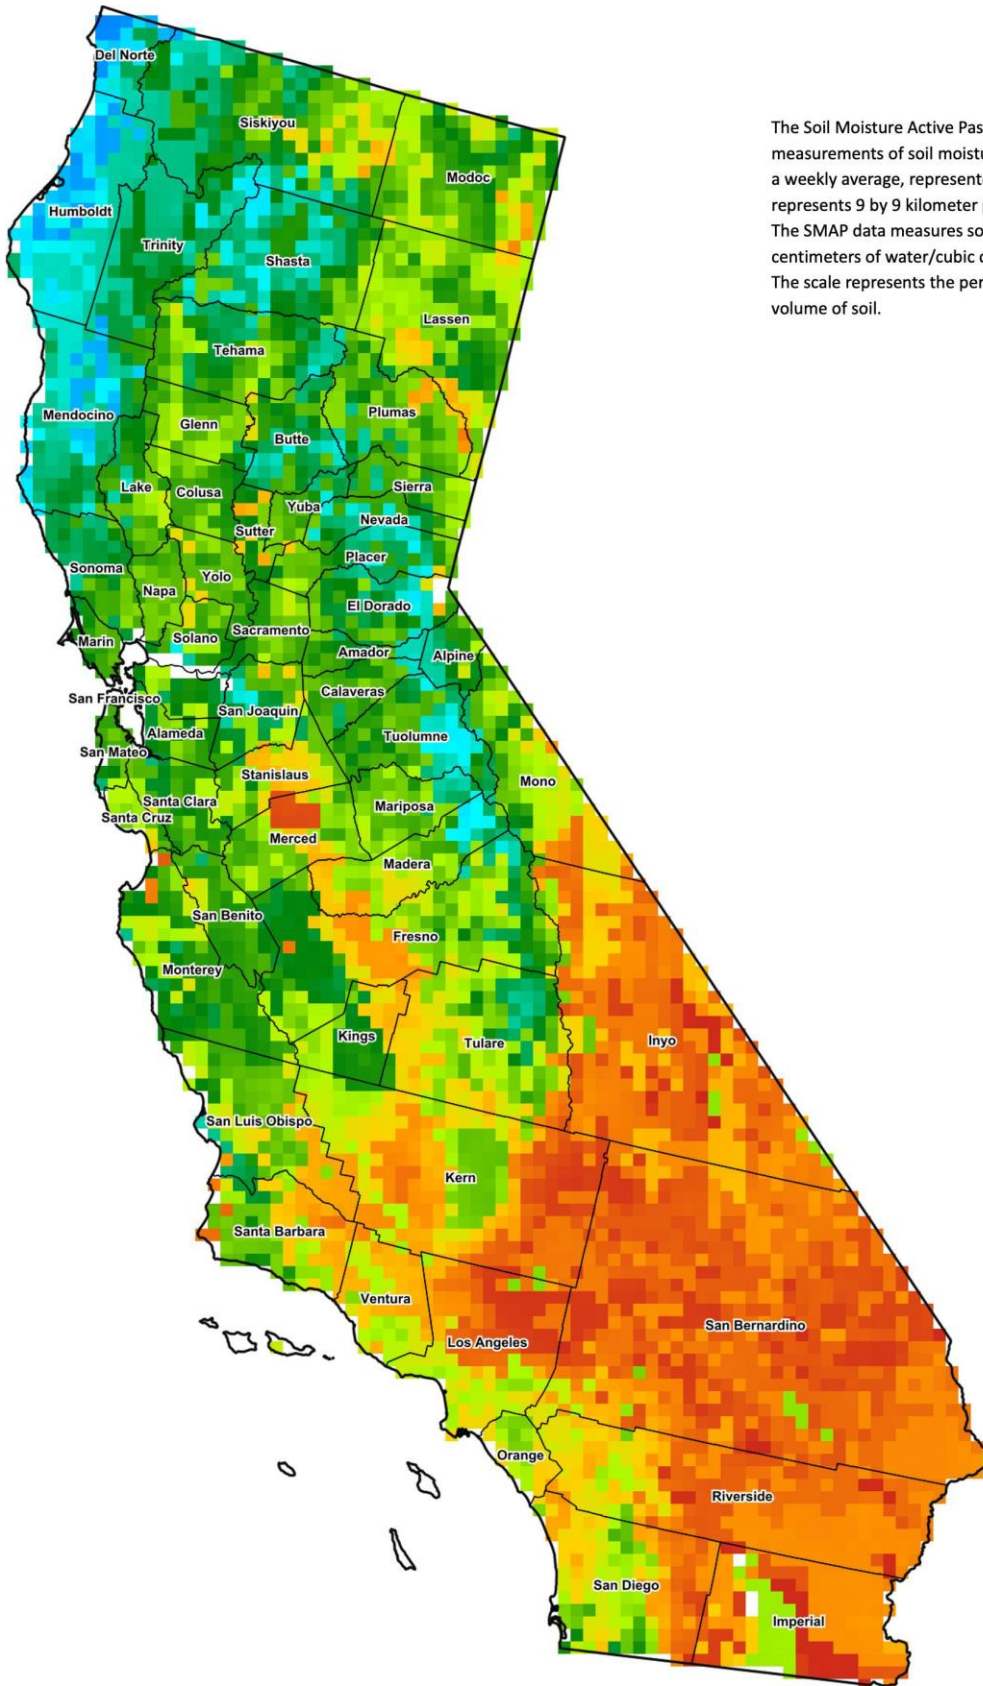 Del Norte
The Soil Moisture Active Pas
Siskiyou
measurements of soil moistu
Modoc
a weekly average, represent
Humboldt
represents 9 by 9 kilometer
Trinity
The SMAP data measures so
Shasta
centimeters of water/cubic
The scale represents the per
volume of soil.
Lassen
Tehama
Mendocino
Glenn
Plumas
Butte
Lake
Colusa
Sierra
Yuba
Nevada
Sutter
Placer
Sonoma
Yolo
Napa
El Dorado
Sacramento
Marin
Solano
Amador
Alpine
Calaveras
San Francisco
San Joaquin
Alameda
Tuolumne
San Mateo
Stanislaus
Mono
Santa Clara
Mariposa
Santa Cruz
Merced
Madera
San Benito
Fresno
Monterey
Kings
Tulare
Inyo
San Luis Obispo
Kern
Santa Barbara
Ventura
Los Angeles
San Bernardino
Orange
Riverside
San Diego
Imperial